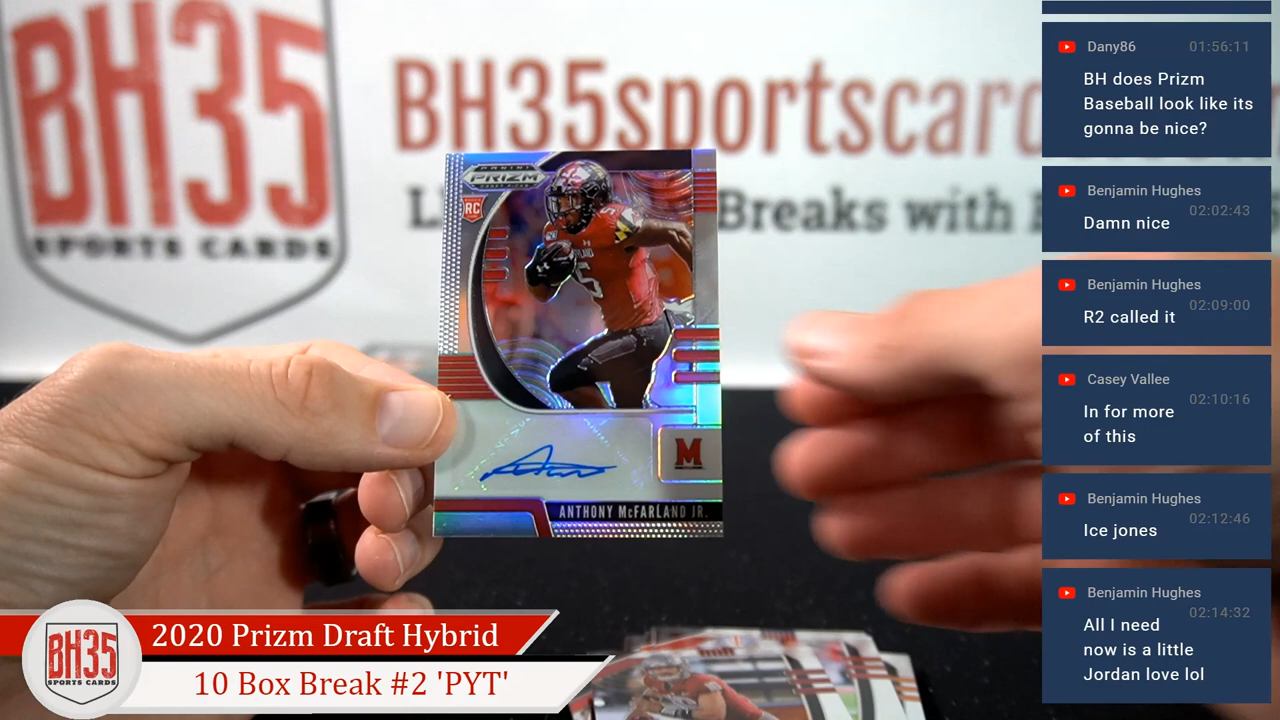 BH35
SPORTS CARDS
BH35sportscard
Breaks with
PANINI
PRIZM
DRAFT PICKS
RC
5
M
ANTHONY McFARLAND JR.
BH35
SPORTS CARDS
2020 Prizm Draft Hybrid
10 Box Break #2 'PYT'
Dany86 01:56:11
BH does Prizm
Baseball look like its
gonna be nice?
Benjamin Hughes
02:02:43
Damn nice
Benjamin Hughes
02:09:00
R2 called it
Casey Vallee
02:10:16
In for more
of this
Benjamin Hughes
02:12:46
Ice jones
Benjamin Hughes
02:14:32
All I need
now is a little
Jordan love lol